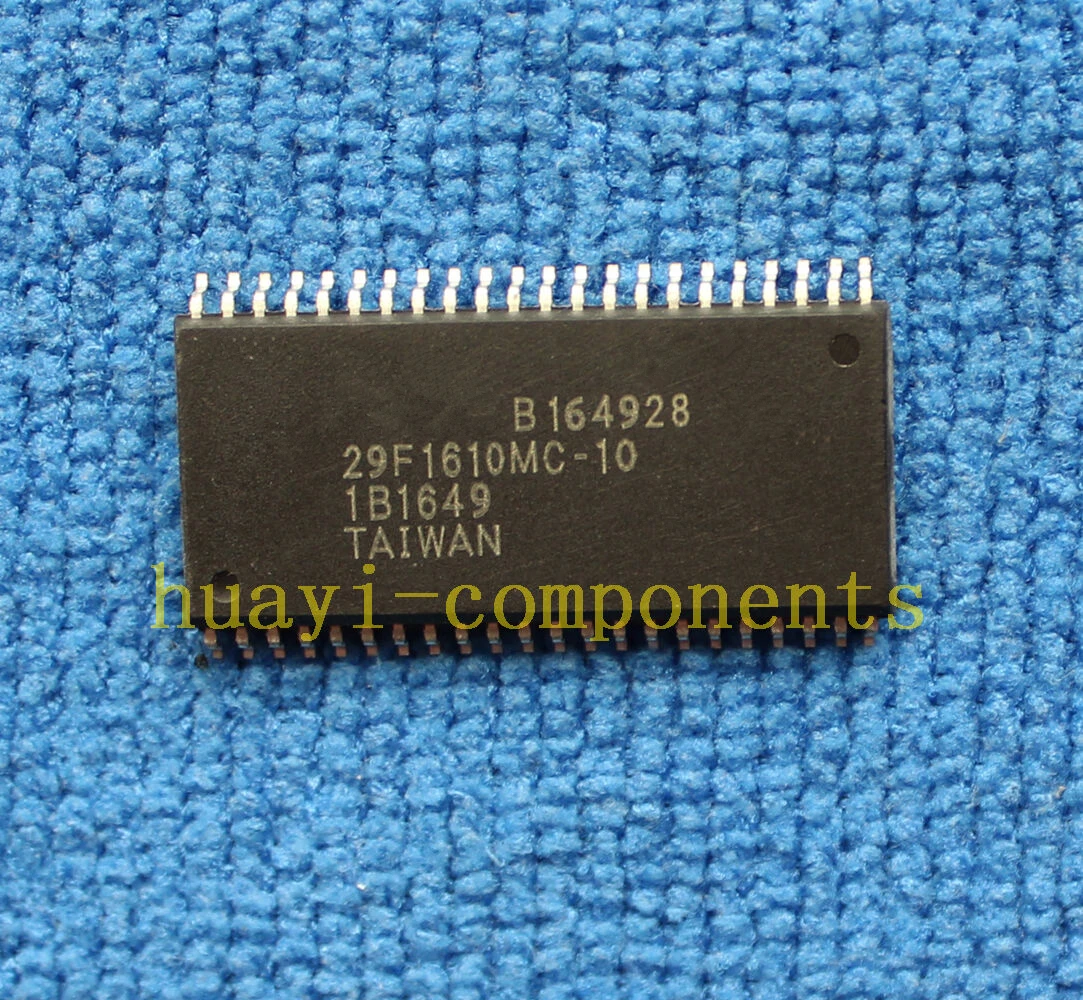 B164928
29F1610MC-10
1B1649
TAIWAN
huayi-components